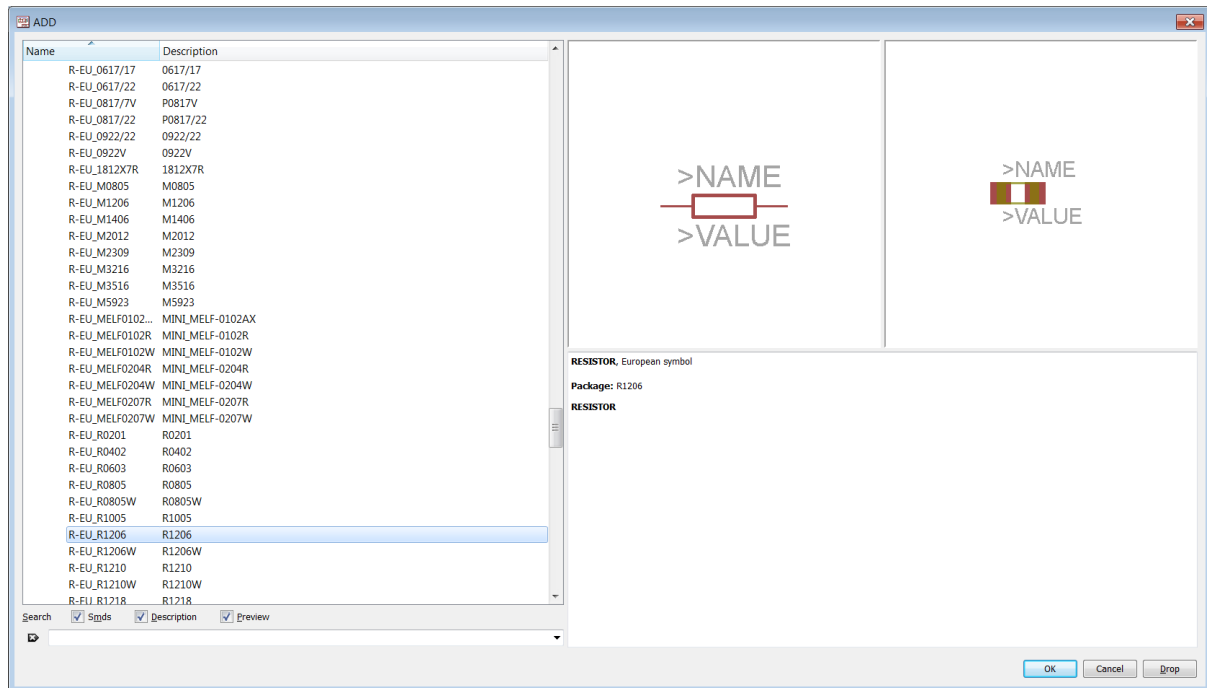 ADD
Name Description
R-EU_0617/17 0617/17
R-EU_0617/22 0617/22
R-EU_0817/7V P0817V
R-EU_0817/22 P0817/22
R-EU_0922/22 0922/22
R-EU_0922V 0922V
R-EU_1812X7R 1812X7R
R-EU_M0805 M0805
R-EU_M1206 M1206
R-EU_M1406 M1406
R-EU_M2012 M2012
R-EU_M2309 M2309
R-EU_M3216 M3216
R-EU_M3516 M3516
R-EU_M5923 M5923
R-EU_MELF0102... MINI_MELF-0102AX
R-EU_MELF0102R MINI_MELF-0102R
R-EU_MELF0102W MINI_MELF-0102W
R-EU_MELF0204R MINI_MELF-0204R
R-EU_MELF0204W MINI_MELF-0204W
R-EU_MELF0207R MINI_MELF-0207R
R-EU_MELF0207W MINI_MELF-0207W
R-EU_R0201 R0201
R-EU_R0402 R0402
R-EU_R0603 R0603
R-EU_R0805 R0805
R-EU_R0805W R0805W
R-EU_R1005 R1005
R-EU_R1206 R1206
R-EU_R1206W R1206W
R-EU_R1210 R1210
R-EU_R1210W R1210W
R-EU_R1218 R1218
Search Smds Description Preview
>NAME
>VALUE
>NAME
>VALUE
RESISTOR, European symbol
Package: R1206
RESISTOR
OK Cancel Drop